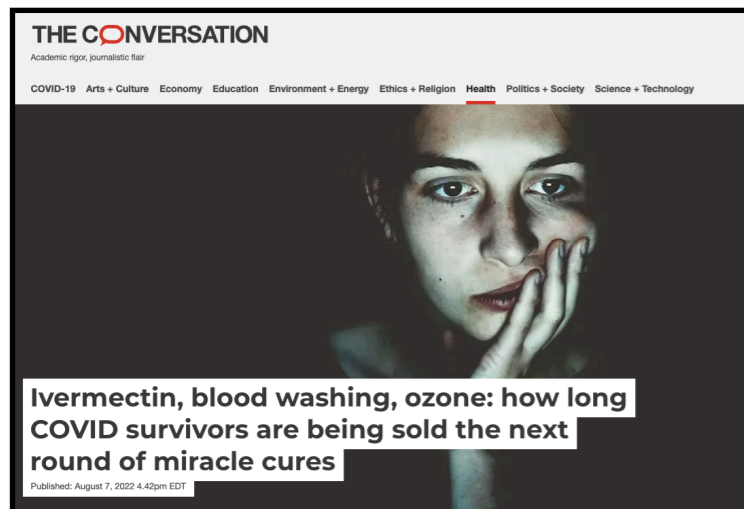 THE CONVERSATION
Academic rigor, journalistic flair
COVID-19 Arts + Culture Economy Education Environment + Energy Ethics + Religion Health Politics + Society Science + Technology
Ivermectin, blood washing, ozone: how long
COVID survivors are being sold the next
round of miracle cures
Published: August 7, 2022 4.42pm EDT